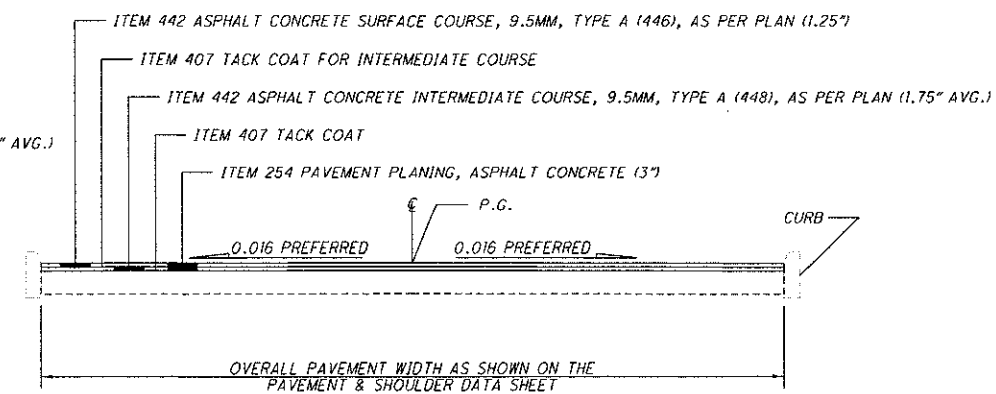 ITEM 442 ASPHALT CONCRETE SURFACE COURSE, 9.5MM, TYPE A (446), AS PER PLAN (1.25")
ITEM 407 TACK COAT FOR INTERMEDIATE COURSE
ITEM 442 ASPHALT CONCRETE INTERMEDIATE COURSE, 9.5MM, TYPE A (448), AS PER PLAN (1.75" AVG.)
" AVG.)
ITEM 407 TACK COAT
ITEM 254 PAVEMENT PLANING, ASPHALT CONCRETE (3")
℄
P.G.
CURB
0.016 PREFERRED
0.016 PREFERRED
OVERALL PAVEMENT WIDTH AS SHOWN ON THE
PAVEMENT & SHOULDER DATA SHEET